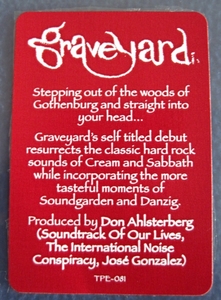 graveyard
Stepping out of the woods of
Gothenburg and straight into
your head...
Graveyard's self titled debut
resurrects the classic hard rock
sounds of Cream and Sabbath
while incorporating the more
tasteful moments of
Soundgarden and Danzig.
Produced by Don Ahlsterberg
(Soundtrack Of Our Lives,
The International Noise
Conspiracy, José Gonzalez)
TPE-081